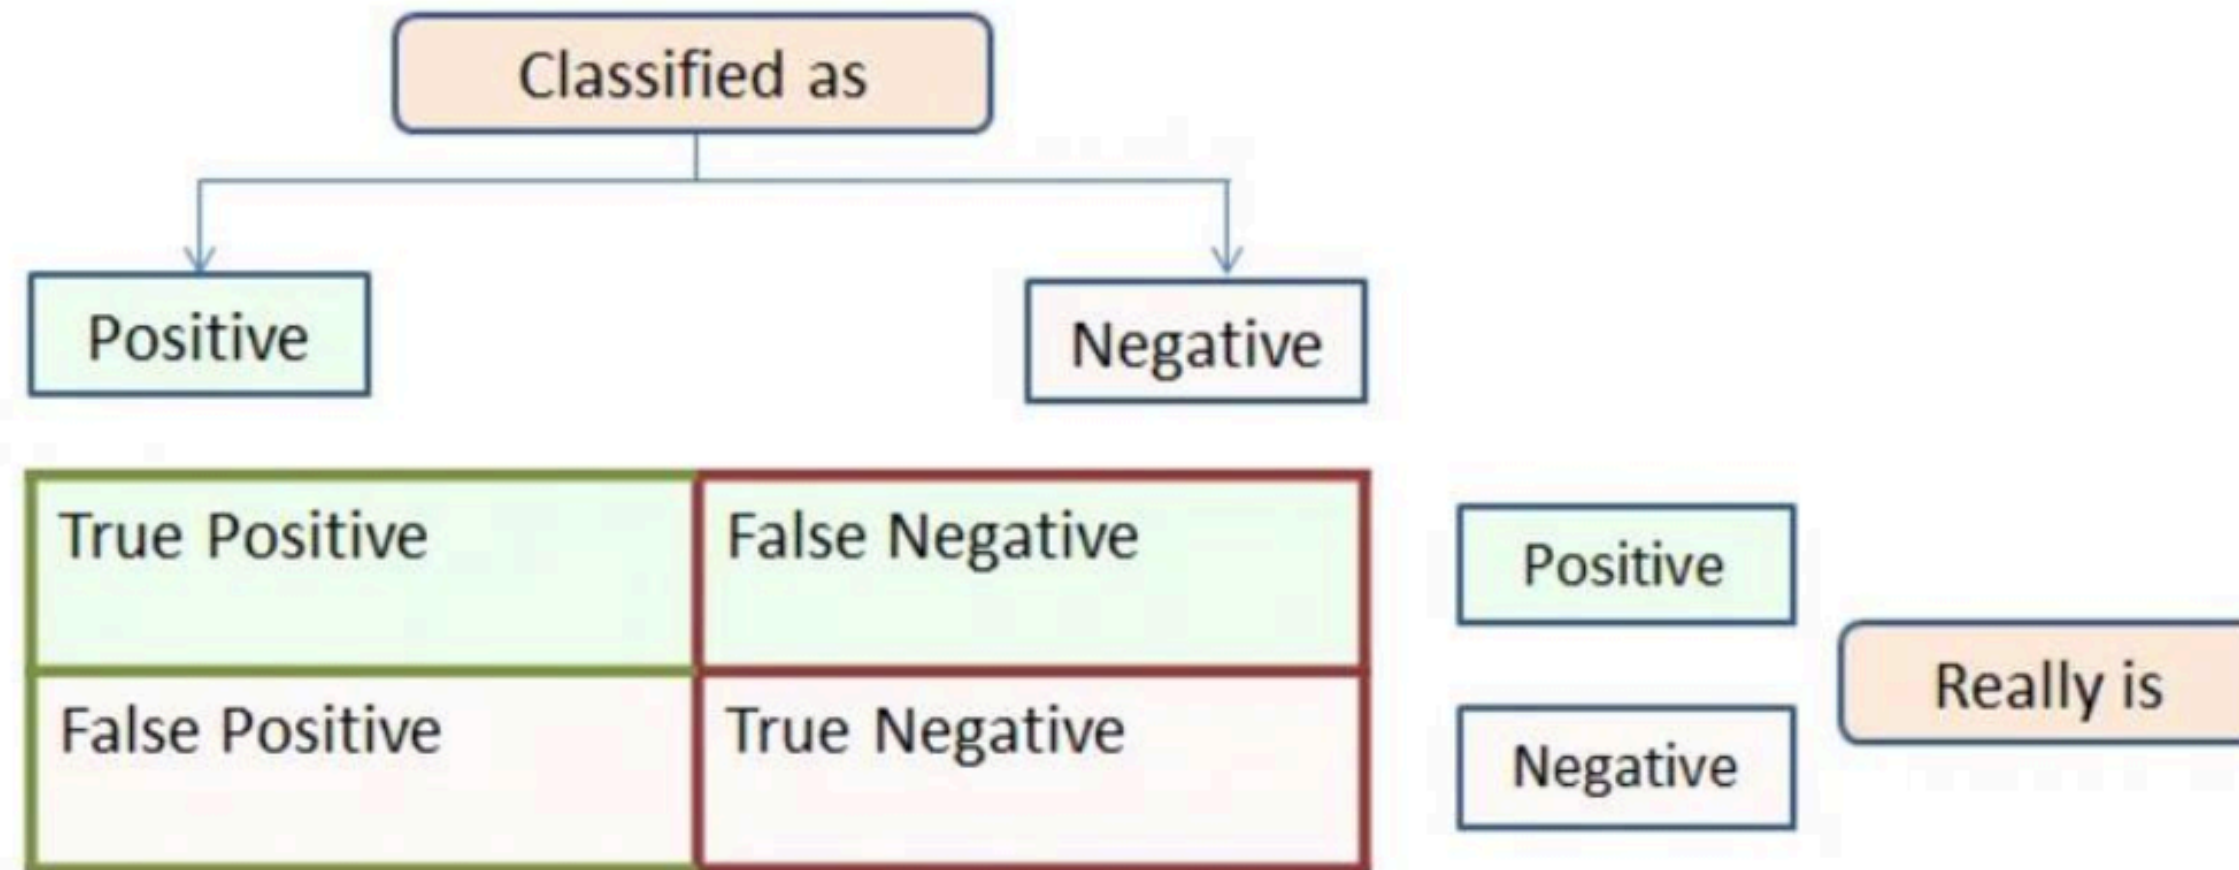 Classified as
Positive
Negative
True Positive
False Negative
Positive
False Positive
True Negative
Negative
Really is